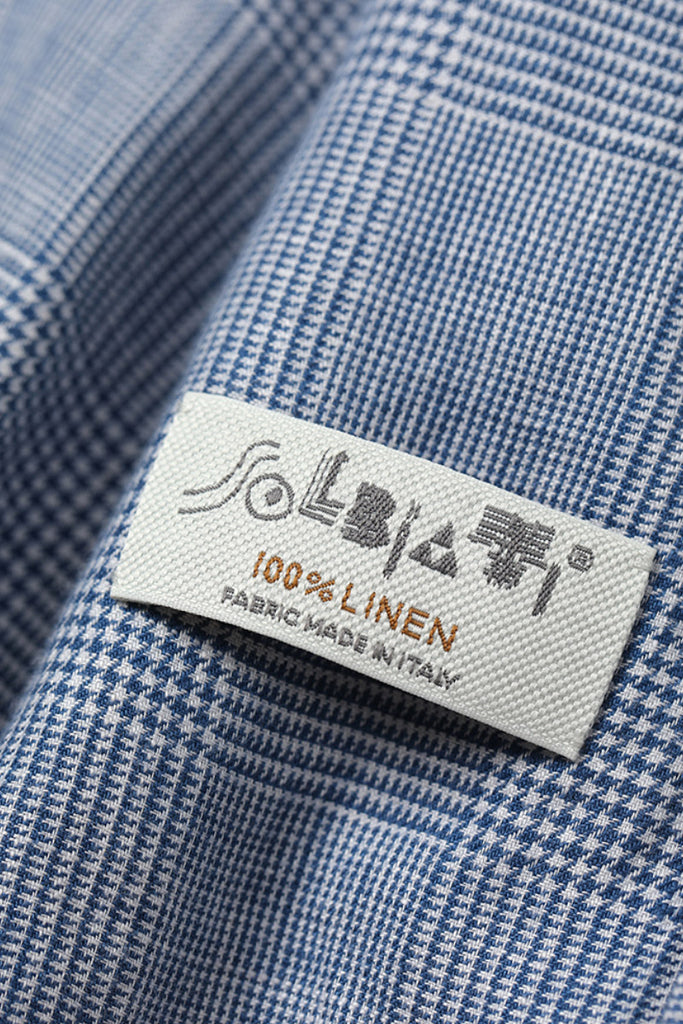 SOLBIATI®
100% LINEN
FABRIC MADE IN ITALY